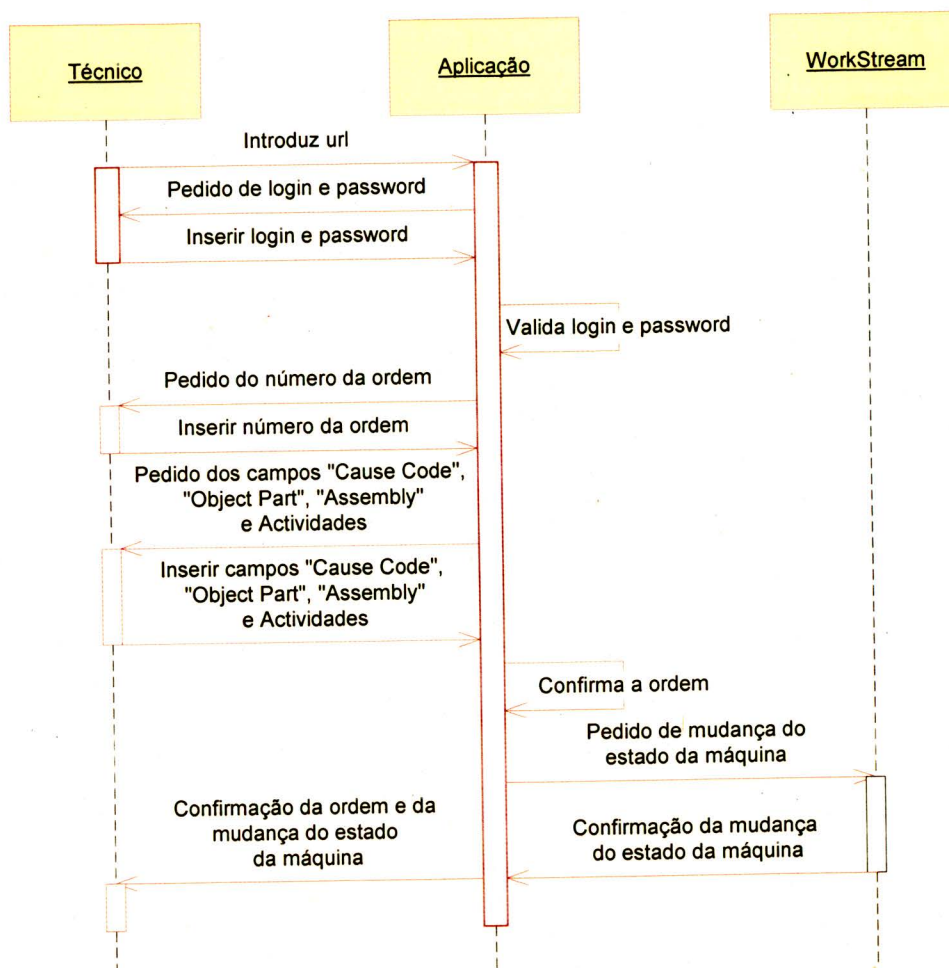 Técnico
Aplicação
WorkStream
Introduz url
Pedido de login e password
Inserir login e password
Valida login e password
Pedido do número da ordem
Inserir número da ordem
Pedido dos campos "Cause Code",
"Object Part", "Assembly"
e Actividades
Inserir campos "Cause Code",
"Object Part", "Assembly"
e Actividades
Confirma a ordem
Pedido de mudança do
estado da máquina
Confirmação da mudança
do estado da máquina
Confirmação da ordem e da
mudança do estado
da máquina